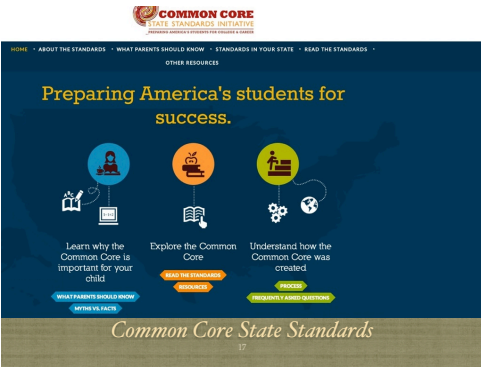 COMMON CORE
STATE STANDARDS INITIATIVE
PREPARING AMERICA'S STUDENTS FOR COLLEGE & CAREER
HOME • ABOUT THE STANDARDS • WHAT PARENTS SHOULD KNOW • STANDARDS IN YOUR STATE • READ THE STANDARDS •
OTHER RESOURCES
Preparing America's students for
success.
Learn why the
Common Core is
important for your
child
WHAT PARENTS SHOULD KNOW
MYTHS VS. FACTS
Explore the Common
Core
READ THE STANDARDS
RESOURCES
Understand how the
Common Core was
created
PROCESS
FREQUENTLY ASKED QUESTIONS
Common Core State Standards
17